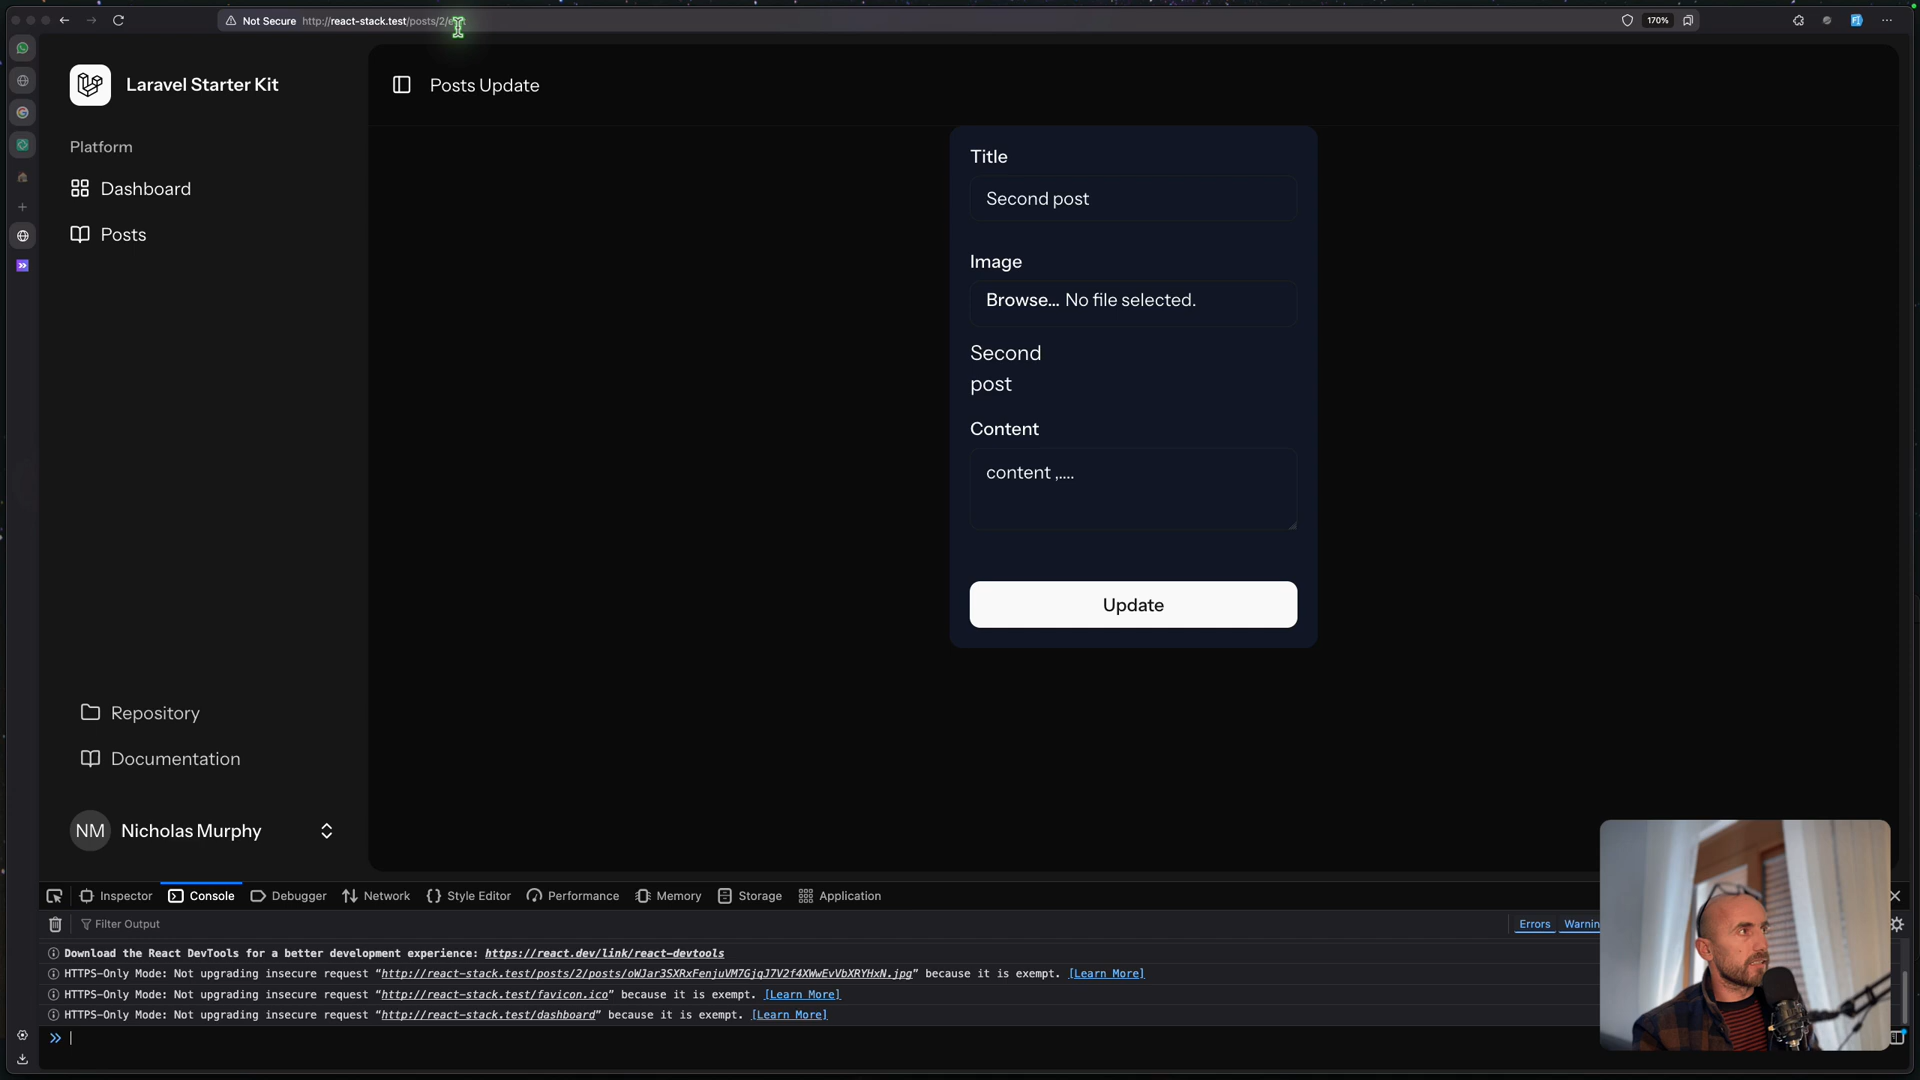 Not Secure http://react-stack.test/posts/2/
170%
Laravel Starter Kit
Posts Update
Platform
Dashboard
Posts
Title
Second post
Image
Browse... No file selected.
Second
post
Content
content ,....
Update
Repository
Documentation
NM Nicholas Murphy
Inspector Console Debugger Network Style Editor Performance Memory Storage Application
Filter Output Errors
Download the React DevTools for a better development experience: https://react.dev/link/react-devtools
HTTPS-Only Mode: Not upgrading insecure request “http://react-stack.test/posts/2/posts/oWJar3SXRxFenjuVM7GjqJ7V2f4XWwEvVbXRYHxN.jpg” because it is exempt. [Learn More]
HTTPS-Only Mode: Not upgrading insecure request “http://react-stack.test/favicon.ico” because it is exempt. [Learn More]
HTTPS-Only Mode: Not upgrading insecure request “http://react-stack.test/dashboard” because it is exempt. [Learn More]